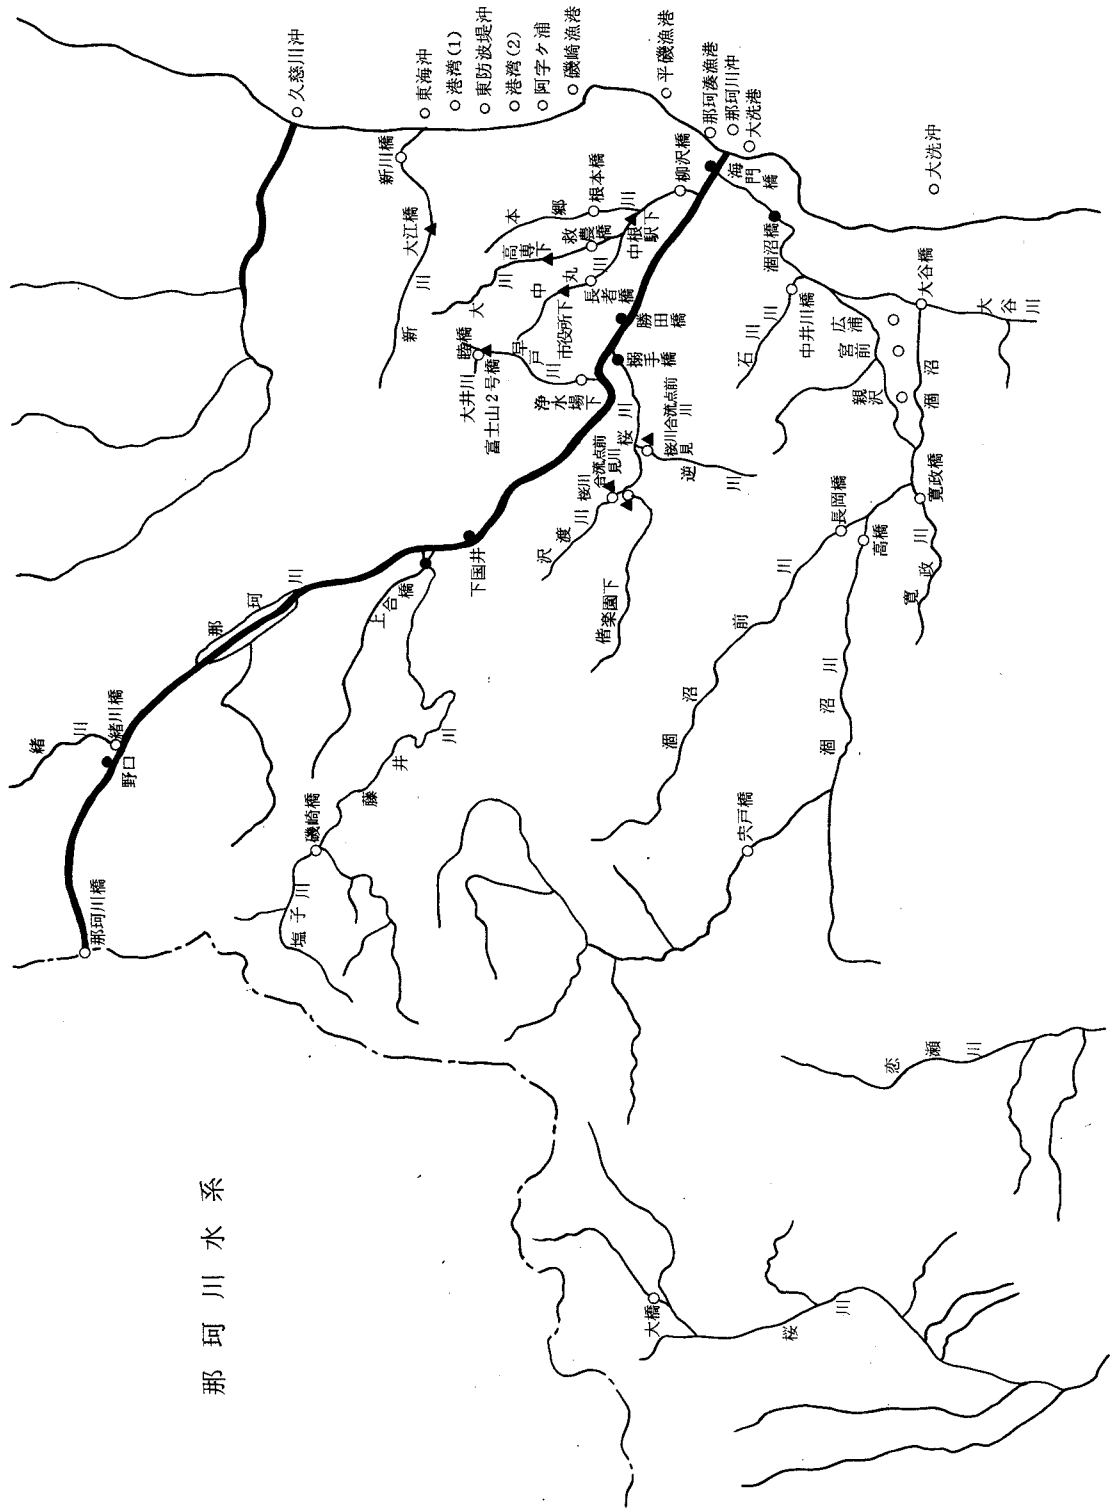 那珂川水系
久慈川沖
東海沖
港湾(1)
東防波堤沖
港湾(2)
阿字ケ浦
磯崎漁港
平磯漁港
那珂湊漁港
那珂川沖
大洗港
大洗沖
新川橋
大江橋
新川
本郷川
根本橋
柳沢橋
海門橋
高専下
救農橋
中根駅下
大川
中丸川
長者橋
市役所下
早戸川
睦橋
大井川
富士山2号橋
浄水場下
勝田橋
搦手橋
桜川
桜川合流点前
逆川
桜川合流点前
沢渡川
偕楽園下
涸沼橋
石川川
中井川橋
広浦
宮前
親沢
涸沼
大谷橋
大谷川
寛政橋
寛政川
長岡橋
高橋
涸沼前川
涸沼川
宍戸橋
下国井
上合橋
那珂川
緒川
緒川橋
野口
那珂川橋
藤井川
磯崎橋
塩子川
恋瀬川
大橋
桜川